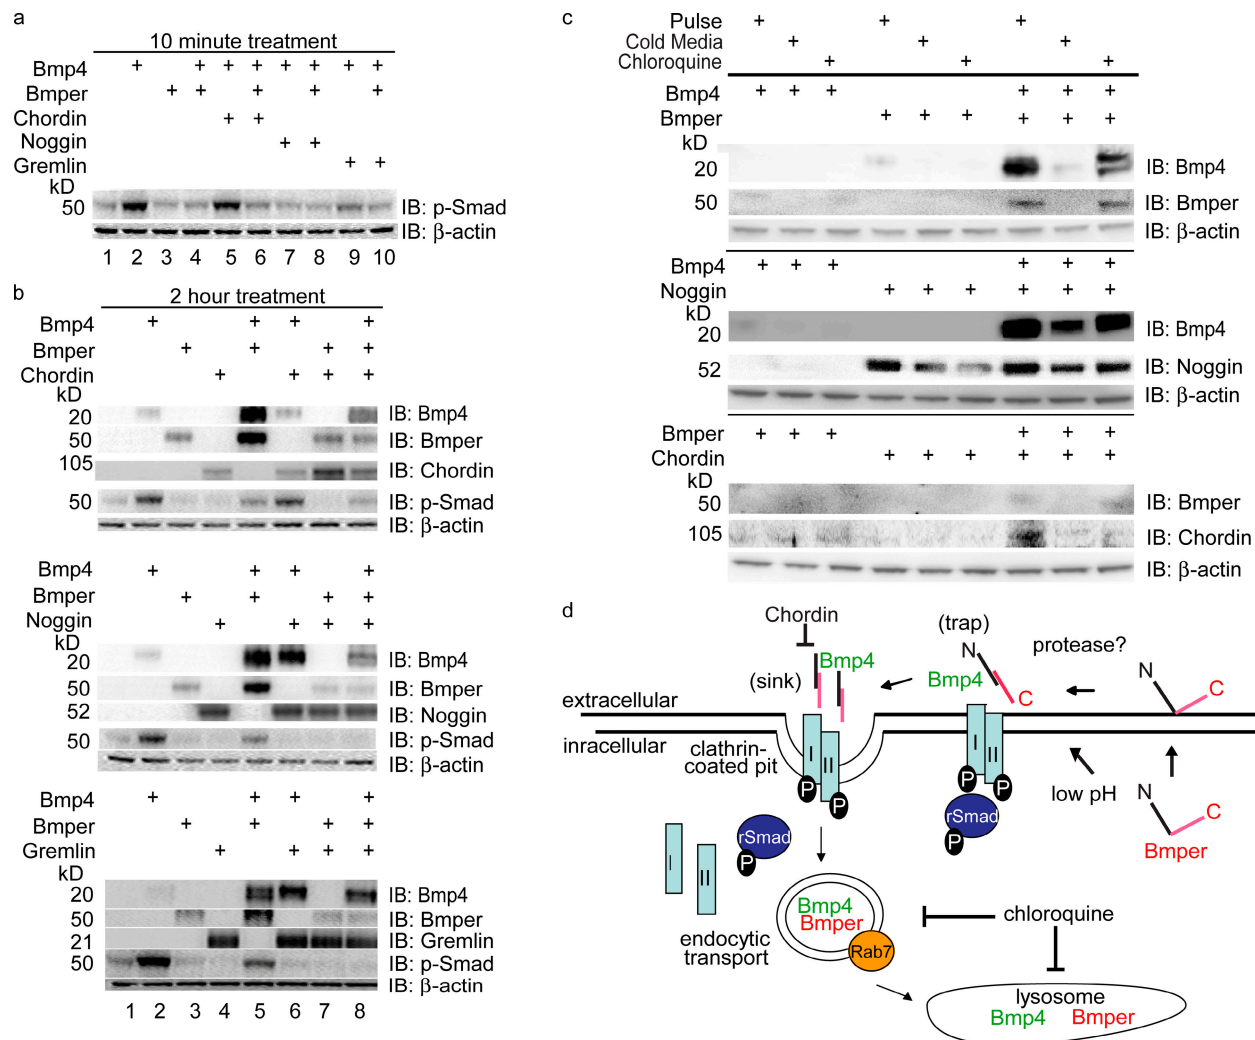 a
10 minute treatment
Bmp4 + + + + + + + + +
Bmper + + + + +
Chordin + +
Noggin + +
Gremlin + +
kD
50 IB: p-Smad
IB: β-actin
1 2 3 4 5 6 7 8 9 10
b
2 hour treatment
Bmp4 + + + +
Bmper + + + +
Chordin + + + +
kD
20 IB: Bmp4
50 IB: Bmper
105 IB: Chordin
50 IB: p-Smad
IB: β-actin
Bmp4 + + + +
Bmper + + + +
Noggin + + + +
kD
20 IB: Bmp4
50 IB: Bmper
52 IB: Noggin
50 IB: p-Smad
IB: β-actin
Bmp4 + + + +
Bmper + + + +
Gremlin + + + +
kD
20 IB: Bmp4
50 IB: Bmper
21 IB: Gremlin
50 IB: p-Smad
IB: β-actin
1 2 3 4 5 6 7 8
c
Pulse + + +
Cold Media + + +
Chloroquine + + +
Bmp4 + + + + + +
Bmper + + + + + +
kD
20 IB: Bmp4
50 IB: Bmper
IB: β-actin
Bmp4 + + + + + +
Noggin + + + + + +
kD
20 IB: Bmp4
52 IB: Noggin
IB: β-actin
Bmper + + + + + +
Chordin + + + + + +
kD
50 IB: Bmper
105 IB: Chordin
IB: β-actin
d
Chordin
(trap)
N
protease?
N
C
Bmp4
(sink)
Bmp4
C
extracellular
inracellular
clathrin-
coated pit
I
II
P
P
I
II
P
P
rSmad
P
low pH
N
C
Bmper
I
II
rSmad
P
Bmp4
Bmper
Rab7
endocytic
transport
chloroquine
lysosome
Bmp4 Bmper